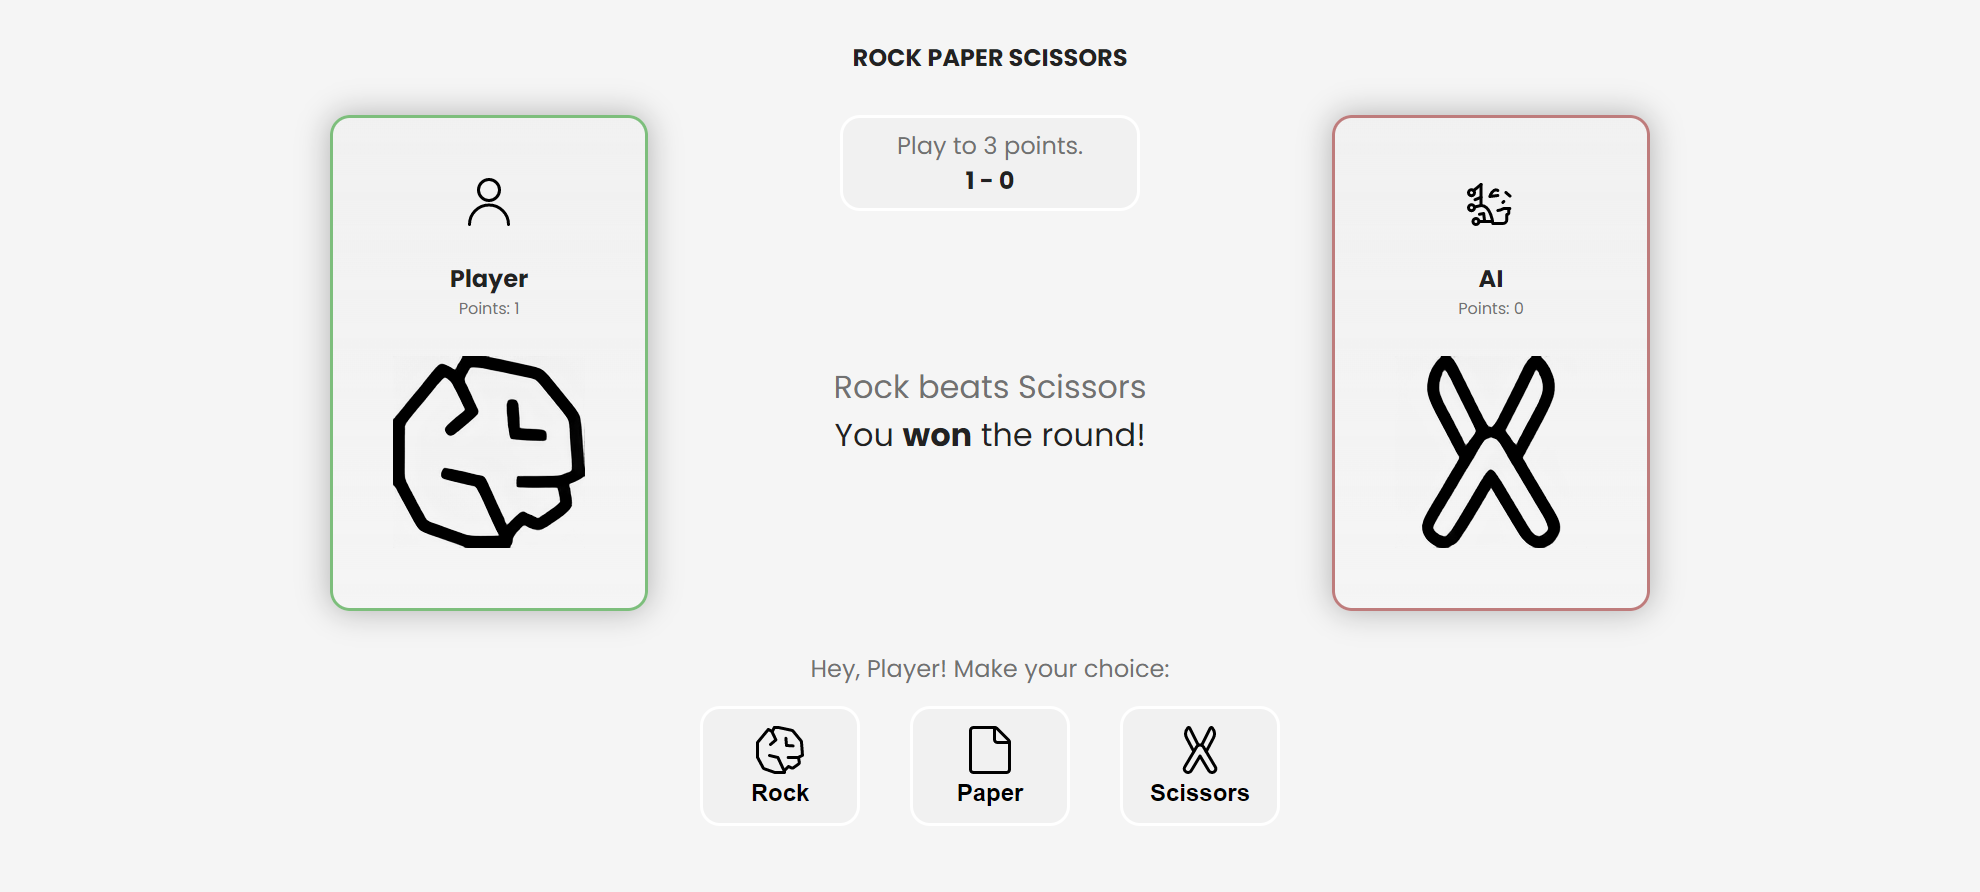 ROCK PAPER SCISSORS
Play to 3 points.
1 - 0
Player
Points: 1
AI
Points: 0
Rock beats Scissors
You won the round!
Hey, Player! Make your choice:
Rock
Paper
Scissors